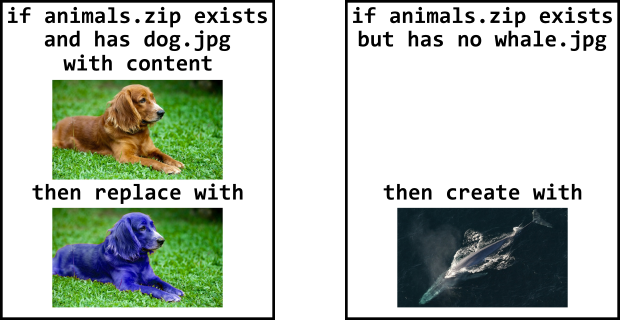 if animals.zip exists
and has dog.jpg
with content
then replace with
if animals.zip exists
but has no whale.jpg
then create with